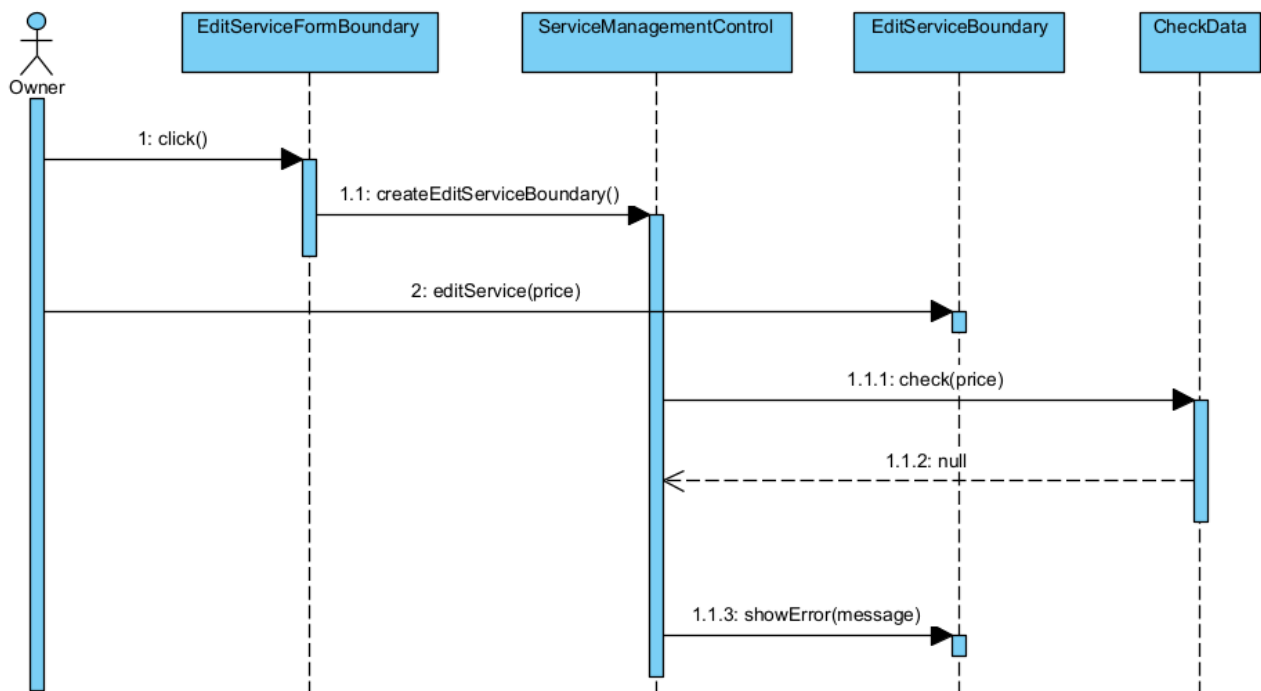 EditServiceFormBoundary
ServiceManagementControl
EditServiceBoundary
CheckData
Owner
1: click()
1.1: createEditServiceBoundary()
2: editService(price)
1.1.1: check(price)
1.1.2: null
1.1.3: showError(message)